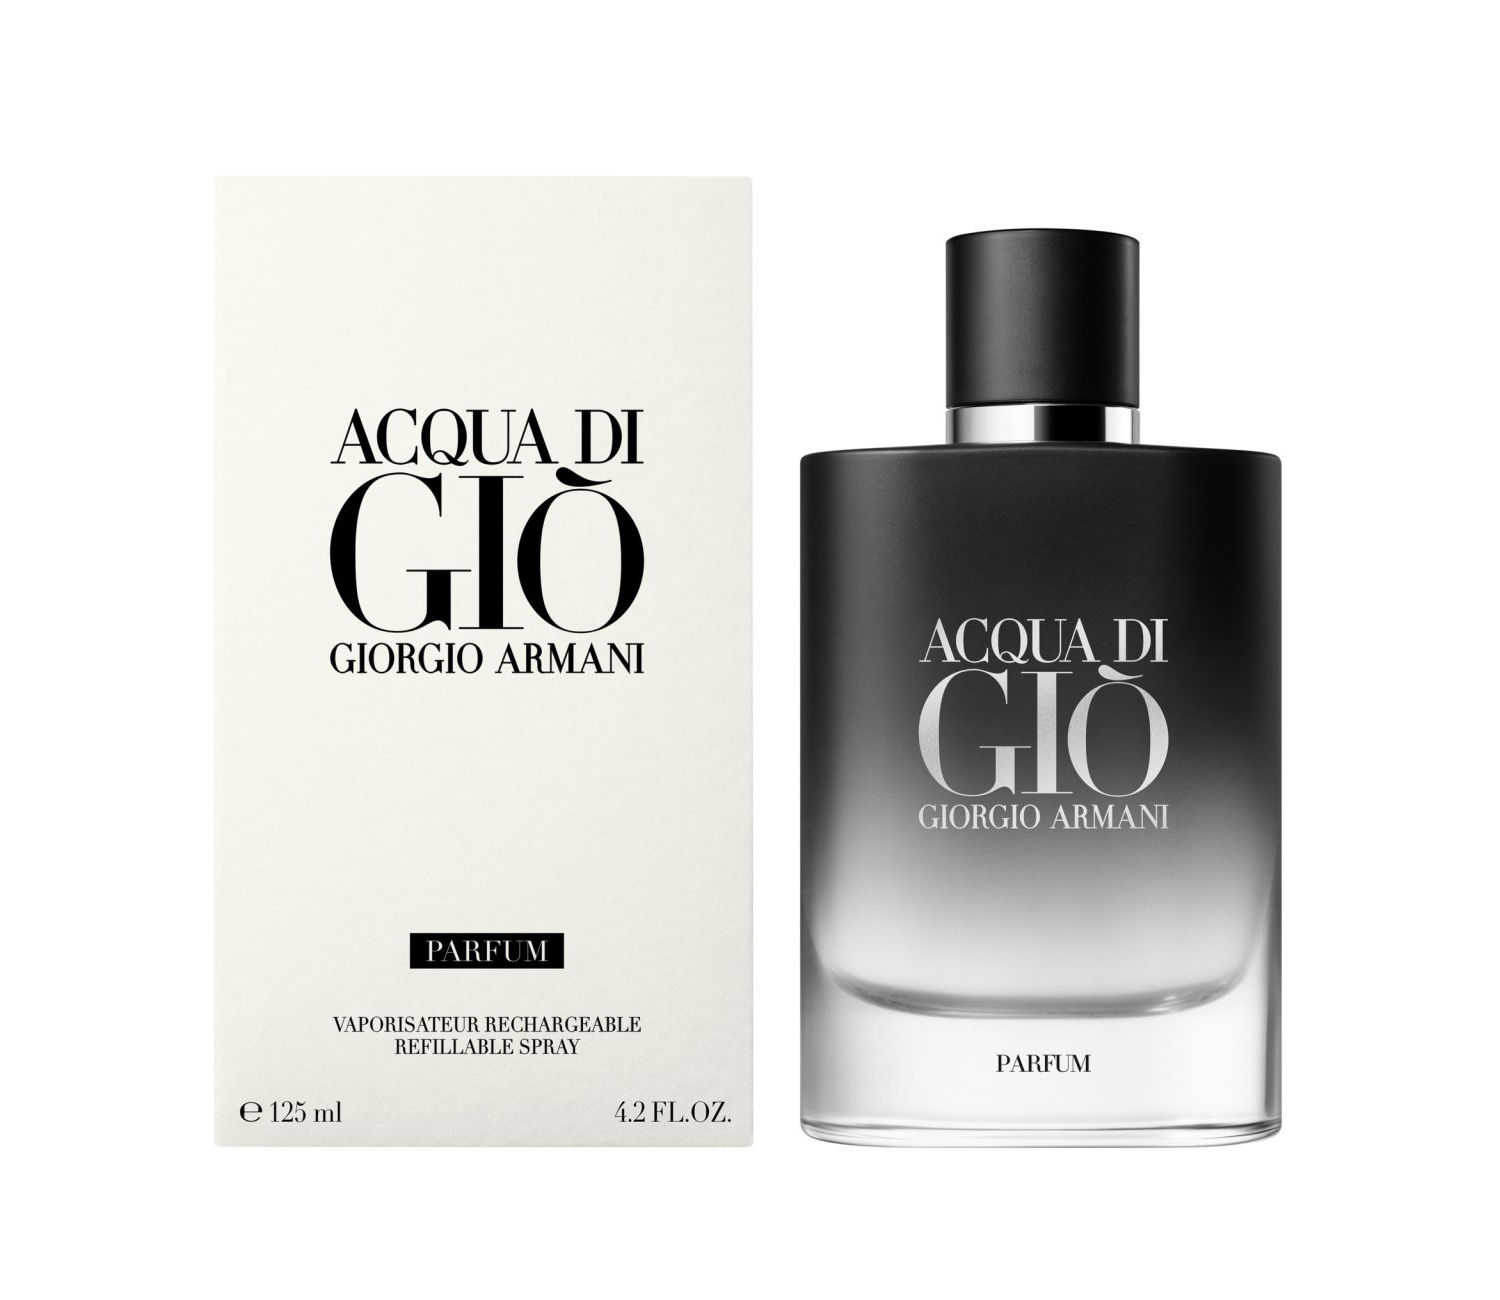 ACQUA DI
GIÒ
GIORGIO ARMANI
PARFUM
VAPORISATEUR RECHARGEABLE
REFILLABLE SPRAY
℮ 125 ml
4.2 FL.OZ.
ACQUA DI
GIÒ
GIORGIO ARMANI
PARFUM